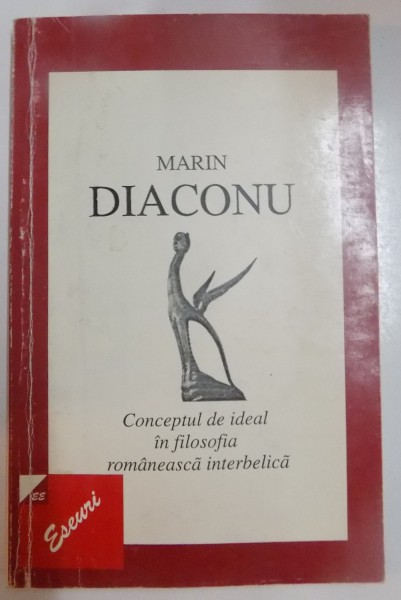 MARIN
DIACONU
Conceptul de ideal
în filosofia
românească interbelică
EE
Eseuri